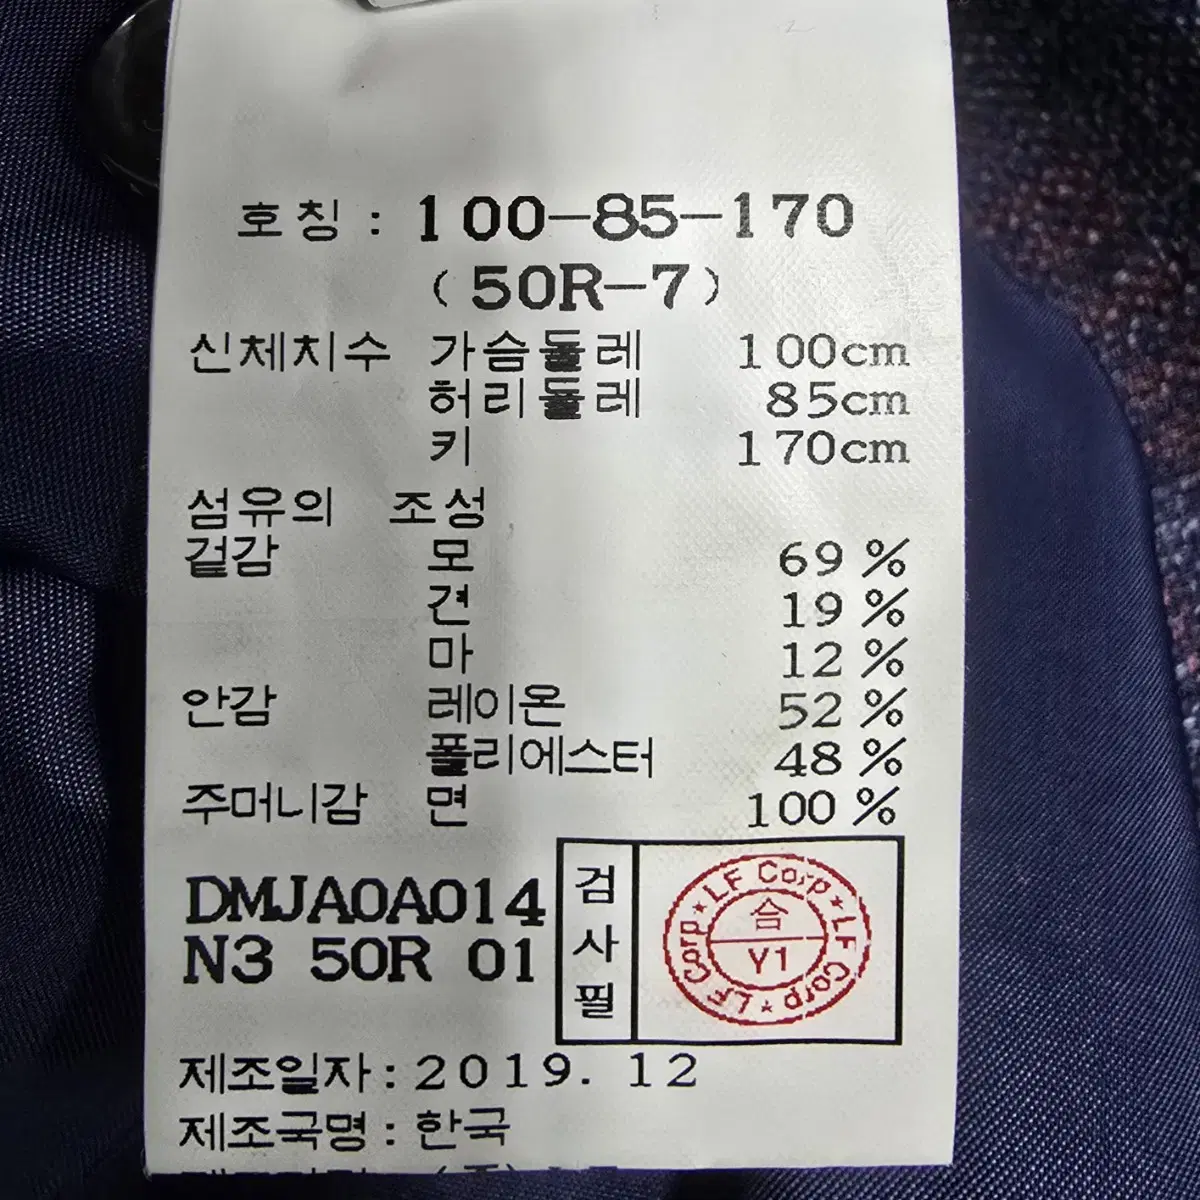 호칭 : 100-85-170
(50R-7)
신체치수 가슴둘레 100cm
허리둘레 85cm
키 170cm
섬유의 조성
겉감 모 69 %
견 19 %
마 12 %
안감 레이온 52 %
폴리에스터 48 %
주머니감 면 100 %
DMJA0A014
N3 50R 01
검사필
LF Corp ★ LF Corp ★ LF Corp ★
合
Y1
제조일자 : 2019. 12
제조국명 : 한국